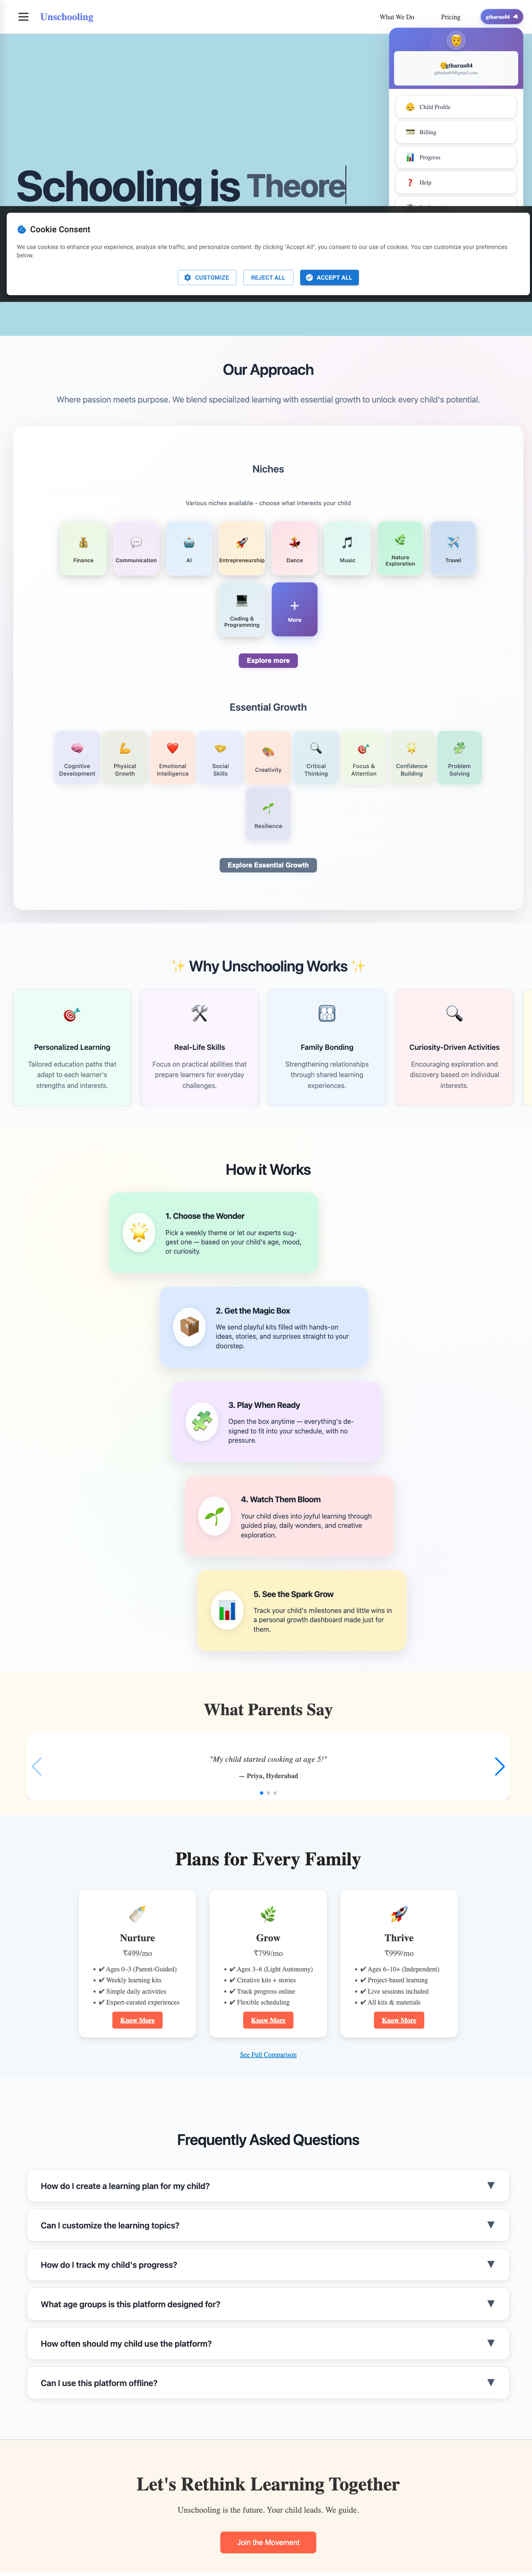 Unschooling
What We Do
Pricing
gtharun04
gtharun04
gtharun04@gmail.com
Child Profile
Billing
Progress
Help
Schooling is Theore
Cookie Consent
We use cookies to enhance your experience, analyze site traffic, and personalize content. By clicking "Accept All", you consent to our use of cookies. You can customize your preferences
below.
CUSTOMIZE
REJECT ALL
ACCEPT ALL
Our Approach
Where passion meets purpose. We blend specialized learning with essential growth to unlock every child's potential.
Niches
Various niches available - choose what interests your child
Finance
Communication
AI
Entrepreneurship
Dance
Music
Nature
Exploration
Travel
Coding &
Programming
+
More
Explore more
Essential Growth
Cognitive
Development
Physical
Growth
Emotional
Intelligence
Social
Skills
Creativity
Critical
Thinking
Focus &
Attention
Confidence
Building
Problem
Solving
Resilience
Explore Essential Growth
✨ Why Unschooling Works ✨
Personalized Learning
Tailored education paths that
adapt to each learner's
strengths and interests.
Real-Life Skills
Focus on practical abilities that
prepare learners for everyday
challenges.
Family Bonding
Strengthening relationships
through shared learning
experiences.
Curiosity-Driven Activities
Encouraging exploration and
discovery based on individual
interests.
How it Works
1. Choose the Wonder
Pick a weekly theme or let our experts sug-
gest one — based on your child's age, mood,
or curiosity.
2. Get the Magic Box
We send playful kits filled with hands-on
ideas, stories, and surprises straight to your
doorstep.
3. Play When Ready
Open the box anytime — everything's de-
signed to fit into your schedule, with no
pressure.
4. Watch Them Bloom
Your child dives into joyful learning through
guided play, daily wonders, and creative
exploration.
5. See the Spark Grow
Track your child's milestones and little wins in
a personal growth dashboard made just for
them.
What Parents Say
"My child started cooking at age 5!"
— Priya, Hyderabad
Plans for Every Family
Nurture
₹499/mo
• ✔ Ages 0–3 (Parent-Guided)
• ✔ Weekly learning kits
• ✔ Simple daily activities
• ✔ Expert-curated experiences
Know More
Grow
₹799/mo
• ✔ Ages 3–6 (Light Autonomy)
• ✔ Creative kits + stories
• ✔ Track progress online
• ✔ Flexible scheduling
Know More
Thrive
₹999/mo
• ✔ Ages 6–10+ (Independent)
• ✔ Project-based learning
• ✔ Live sessions included
• ✔ All kits & materials
Know More
See Full Comparison
Frequently Asked Questions
How do I create a learning plan for my child?
Can I customize the learning topics?
How do I track my child's progress?
What age groups is this platform designed for?
How often should my child use the platform?
Can I use this platform offline?
Let's Rethink Learning Together
Unschooling is the future. Your child leads. We guide.
Join the Movement